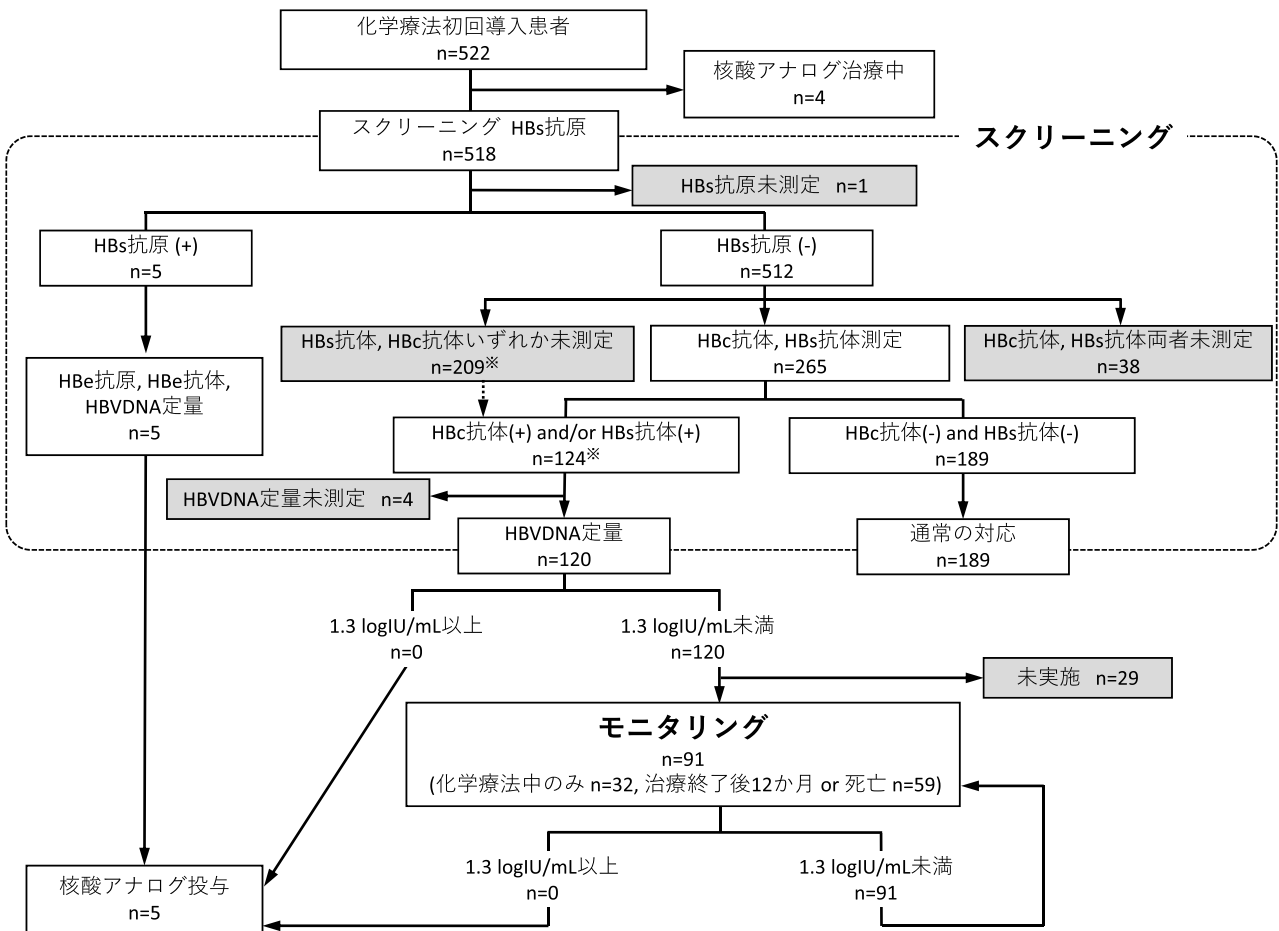 化学療法初回導入患者
n=522
核酸アナログ治療中
n=4
スクリーニング HBs抗原
n=518
スクリーニング
HBs抗原未測定 n=1
HBs抗原 (+)
n=5
HBs抗原 (-)
n=512
HBs抗体, HBc抗体いずれか未測定
n=209※
HBc抗体, HBs抗体測定
n=265
HBc抗体, HBs抗体両者未測定
n=38
HBe抗原, HBe抗体,
HBVDNA定量
n=5
HBc抗体(+) and/or HBs抗体(+)
n=124※
HBc抗体(-) and HBs抗体(-)
n=189
HBVDNA定量未測定 n=4
HBVDNA定量
n=120
通常の対応
n=189
1.3 logIU/mL以上
n=0
1.3 logIU/mL未満
n=120
未実施 n=29
モニタリング
n=91
(化学療法中のみ n=32, 治療終了後12か月 or 死亡 n=59)
1.3 logIU/mL以上
n=0
1.3 logIU/mL未満
n=91
核酸アナログ投与
n=5